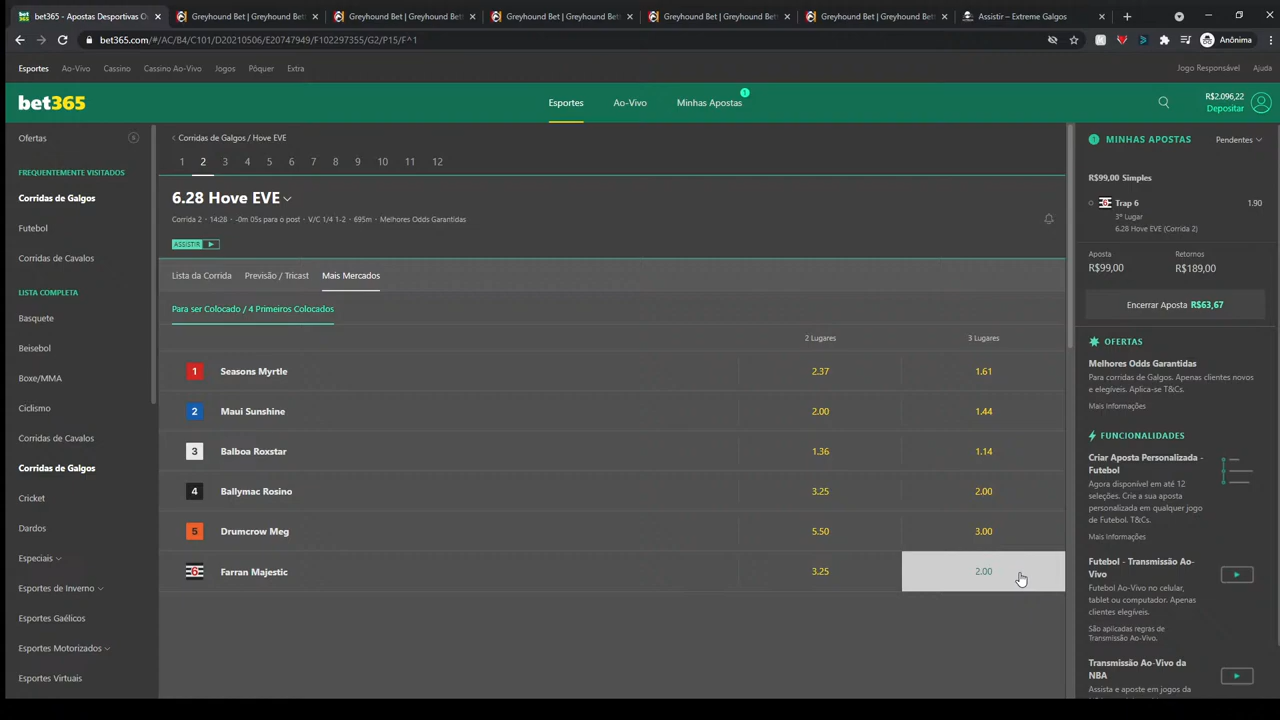 bet365 - Apostas Desportivas O
Greyhound Bet | Greyhound Bet
Greyhound Bet | Greyhound Bet
Greyhound Bet | Greyhound Bet
Greyhound Bet | Greyhound Bet
Greyhound Bet | Greyhound Bet
Assistir – Extreme Galgos
bet365.com/#/AC/B4/C101/D20210506/E20747949/F102297355/G2/P15/F^1
Anônima
Esportes Ao-Vivo Cassino Cassino Ao-Vivo Jogos Pôquer Extra
Jogo Responsável Ajuda
bet365
Esportes Ao-Vivo Minhas Apostas 1
R$2.096,22
Depositar
Ofertas 6
FREQUENTEMENTE VISITADOS
Corridas de Galgos
Futebol
Corridas de Cavalos
LISTA COMPLETA
Basquete
Beisebol
Boxe/MMA
Ciclismo
Corridas de Cavalos
Corridas de Galgos
Cricket
Dardos
Especiais
Esportes de Inverno
Esportes Gaélicos
Esportes Motorizados
Esportes Virtuais
Corridas de Galgos / Hove EVE
1 2 3 4 5 6 7 8 9 10 11 12
6.28 Hove EVE
Corrida 2 · 14:28 · -0m 05s para o post · V/C 1/4 1-2 · 695m · Melhores Odds Garantidas
ASSISTIR
Lista da Corrida Previsão / Tricast Mais Mercados
Para ser Colocado / 4 Primeiros Colocados
2 Lugares 3 Lugares
1 Seasons Myrtle 2.37 1.61
2 Maui Sunshine 2.00 1.44
3 Balboa Roxstar 1.36 1.14
4 Ballymac Rosino 3.25 2.00
5 Drumcrow Meg 5.50 3.00
6 Farran Majestic 3.25 2.00
1 MINHAS APOSTAS Pendentes
R$99,00 Simples
6 Trap 6 1.90
3º Lugar
6.28 Hove EVE (Corrida 2)
Aposta Retornos
R$99,00 R$189,00
Encerrar Aposta R$63,67
OFERTAS
Melhores Odds Garantidas
Para corridas de Galgos. Apenas clientes novos
e elegíveis. Aplica-se T&Cs.
Mais Informações
FUNCIONALIDADES
Criar Aposta Personalizada -
Futebol
Agora disponível em até 12
seleções. Crie a sua aposta
personalizada em qualquer jogo
de Futebol. T&Cs.
Mais Informações
Futebol - Transmissão Ao-
Vivo
Futebol Ao-Vivo no celular,
tablet ou computador. Apenas
clientes elegíveis.
São aplicadas regras de
Transmissão Ao-Vivo.
Transmissão Ao-Vivo da
NBA
Assista e aposte em jogos da